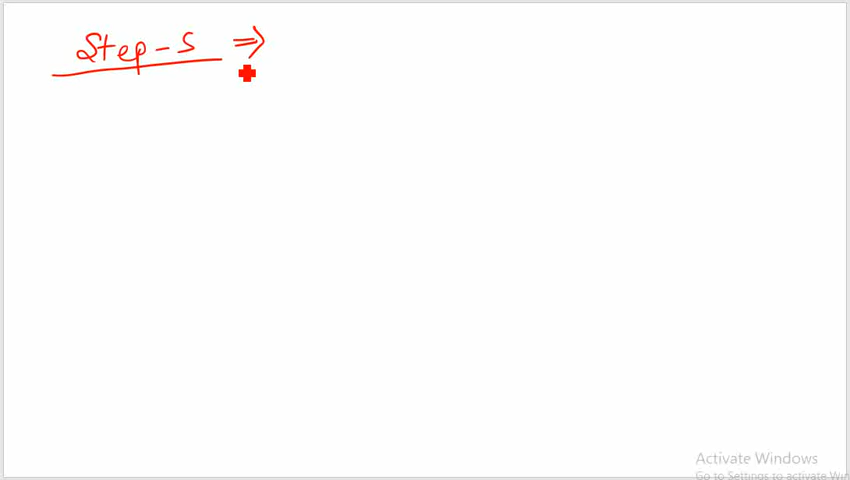 Step - 5 ⇒
Activate Windows
Go to Settings to activate Win